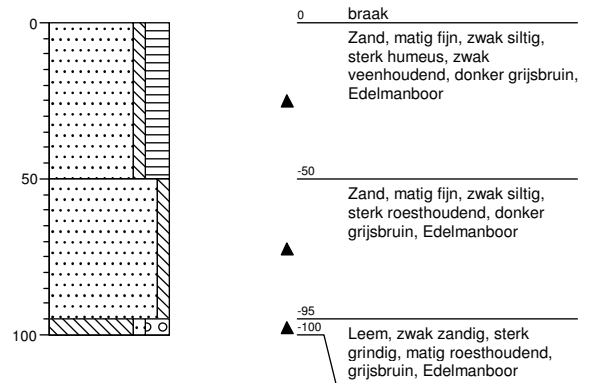 0
50
100
0 braak
Zand, matig fijn, zwak siltig,
sterk humeus, zwak
veenhoudend, donker grijsbruin,
Edelmanboor
-50
Zand, matig fijn, zwak siltig,
sterk roesthoudend, donker
grijsbruin, Edelmanboor
-95
-100
Leem, zwak zandig, sterk
grindig, matig roesthoudend,
grijsbruin, Edelmanboor